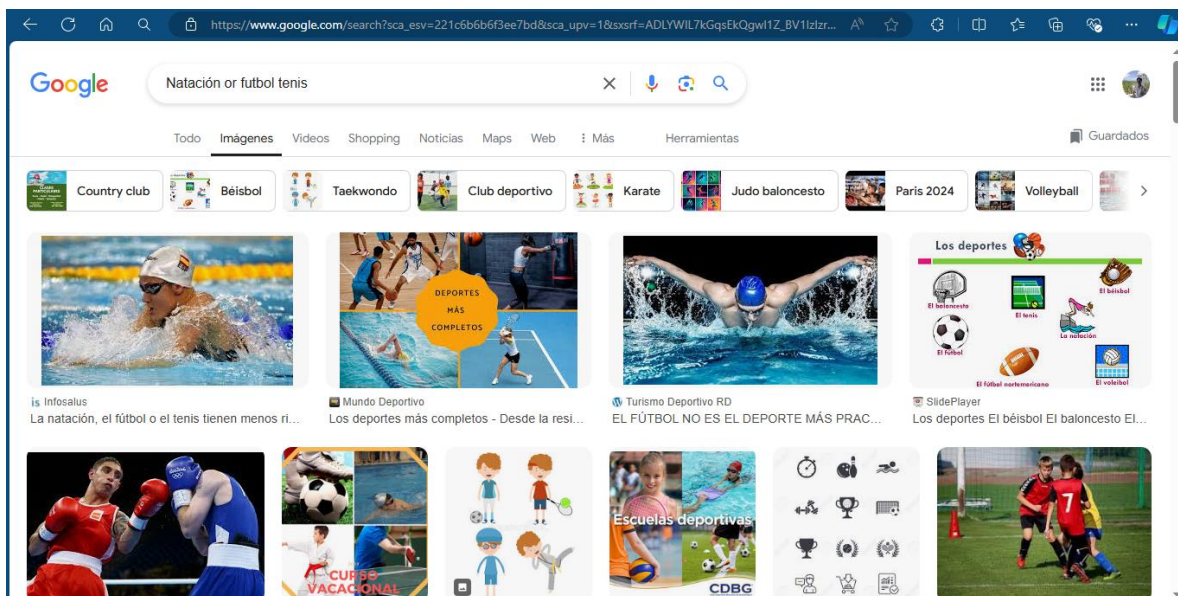 https://www.google.com/search?sca_esv=221c6b6b6f3ee7bd&sca_upv=1&sxsrf=ADLYWIL7kGqsEkQgwI1Z_BV1IzIzr...
Google
Natación or futbol tenis
Todo Imágenes Videos Shopping Noticias Maps Web Más Herramientas Guardados
Country club Béisbol Taekwondo Club deportivo Karate Judo baloncesto Paris 2024 Volleyball
DEPORTES
MÁS
COMPLETOS
Los deportes
El baloncesto
El tenis
El béisbol
La natación
El fútbol
El fútbol norteamericano
El voleibol
is Infosalus
La natación, el fútbol o el tenis tienen menos ri...
Mundo Deportivo
Los deportes más completos - Desde la resi...
Turismo Deportivo RD
EL FÚTBOL NO ES EL DEPORTE MÁS PRAC...
SlidePlayer
Los deportes El béisbol El baloncesto El...
CURSO
VACACIONAL
Escuelas deportivas
CDBG
7